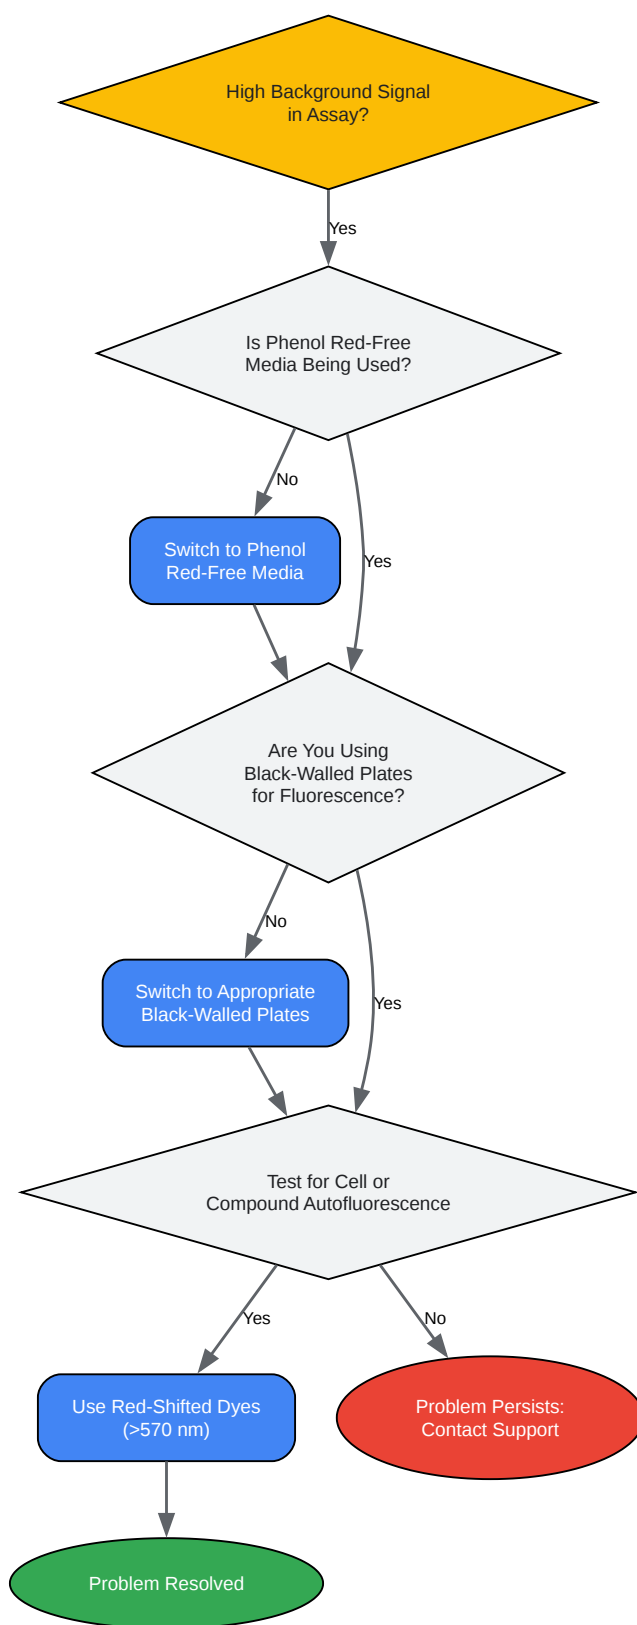 High Background Signal
in Assay?
Yes
Is Phenol Red-Free
Media Being Used?
No
Switch to Phenol
Red-Free Media
Yes
Are You Using
Black-Walled Plates
for Fluorescence?
No
Switch to Appropriate
Black-Walled Plates
Yes
Test for Cell or
Compound Autofluorescence
Yes
No
Use Red-Shifted Dyes
(>570 nm)
Problem Persists:
Contact Support
Problem Resolved